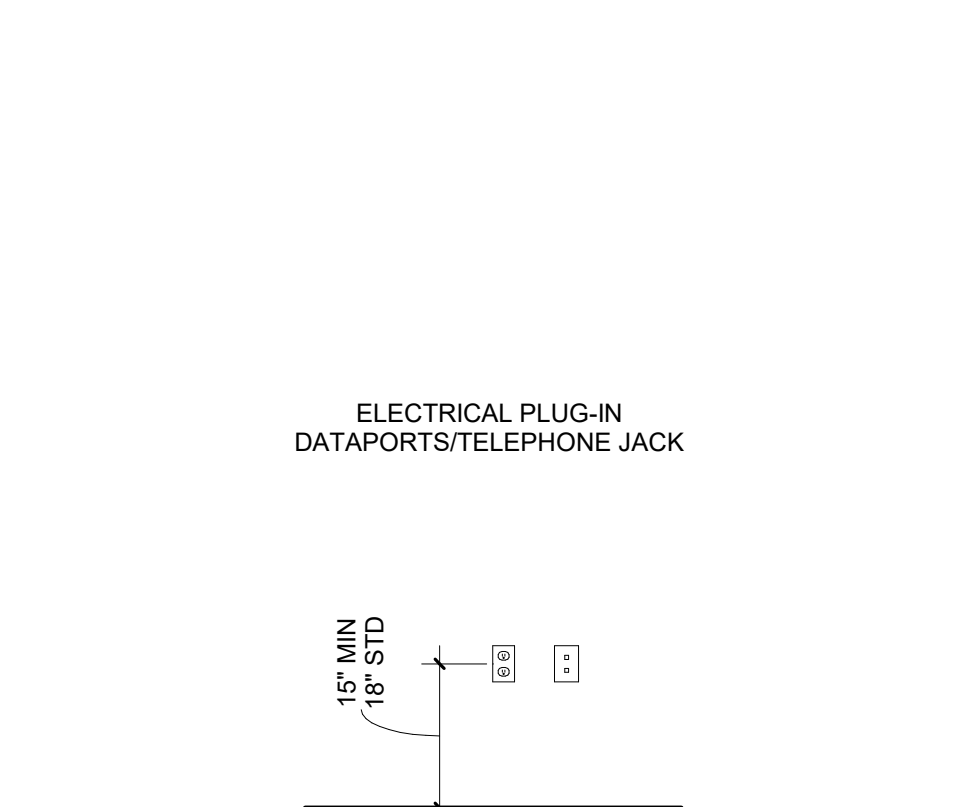 ELECTRICAL PLUG-IN
DATAPORTS/TELEPHONE JACK
15" MIN
18" STD